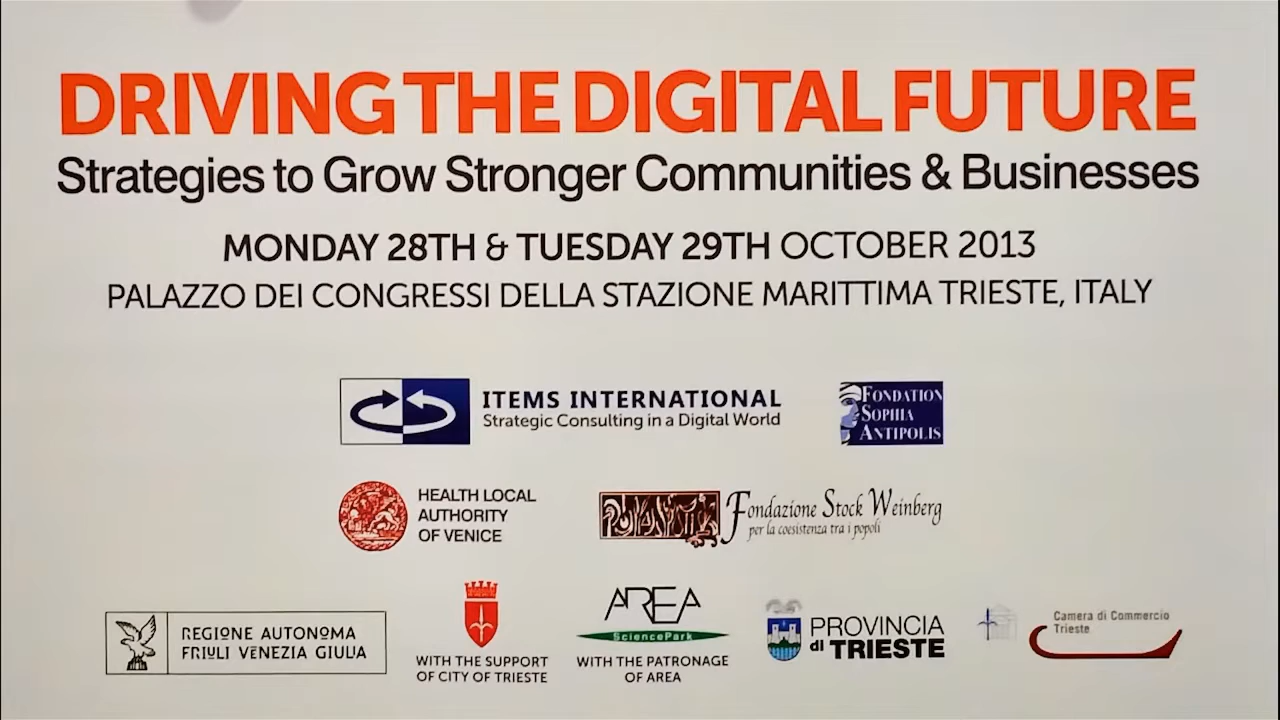 DRIVING THE DIGITAL FUTURE
Strategies to Grow Stronger Communities & Businesses
MONDAY 28TH & TUESDAY 29TH OCTOBER 2013
PALAZZO DEI CONGRESSI DELLA STAZIONE MARITTIMA TRIESTE, ITALY
ITEMS INTERNATIONAL
Strategic Consulting in a Digital World
FONDATION
SOPHIA
ANTIPOLIS
HEALTH LOCAL
AUTHORITY
OF VENICE
Fondazione Stock Weinberg
per la coesistenza tra i popoli
REGIONE AUTONOMA
FRIULI VENEZIA GIULIA
WITH THE SUPPORT
OF CITY OF TRIESTE
AREA
SciencePark
WITH THE PATRONAGE
OF AREA
PROVINCIA
di TRIESTE
Camera di Commercio
Trieste